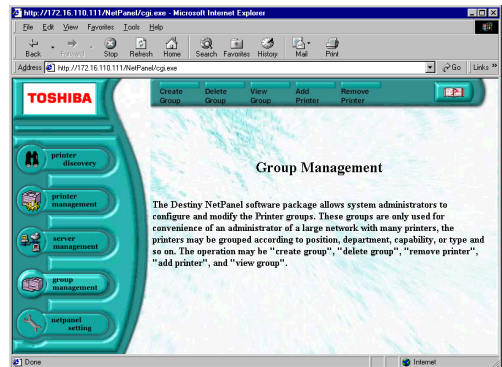 http://172.16.110.111/NetPanel/cgi.exe - Microsoft Internet Explorer
File Edit View Favorites Tools Help
Back Forward Stop Refresh Home Search Favorites History Mail Print
Address http://172.16.110.111/NetPanel/cgi.exe Go Links »
TOSHIBA
Create Group
Delete Group
View Group
Add Printer
Remove Printer
printer discovery
printer management
server management
group management
netpanel setting
Group Management
The Destiny NetPanel software package allows system administrators to
configure and modify the Printer groups. These groups are only used for
convenience of an administrator of a large network with many printers, the
printers may be grouped according to position, department, capability, or type and
so on. The operation may be "create group", "delete group", "remove printer",
"add printer", and "view group".
Done
Internet